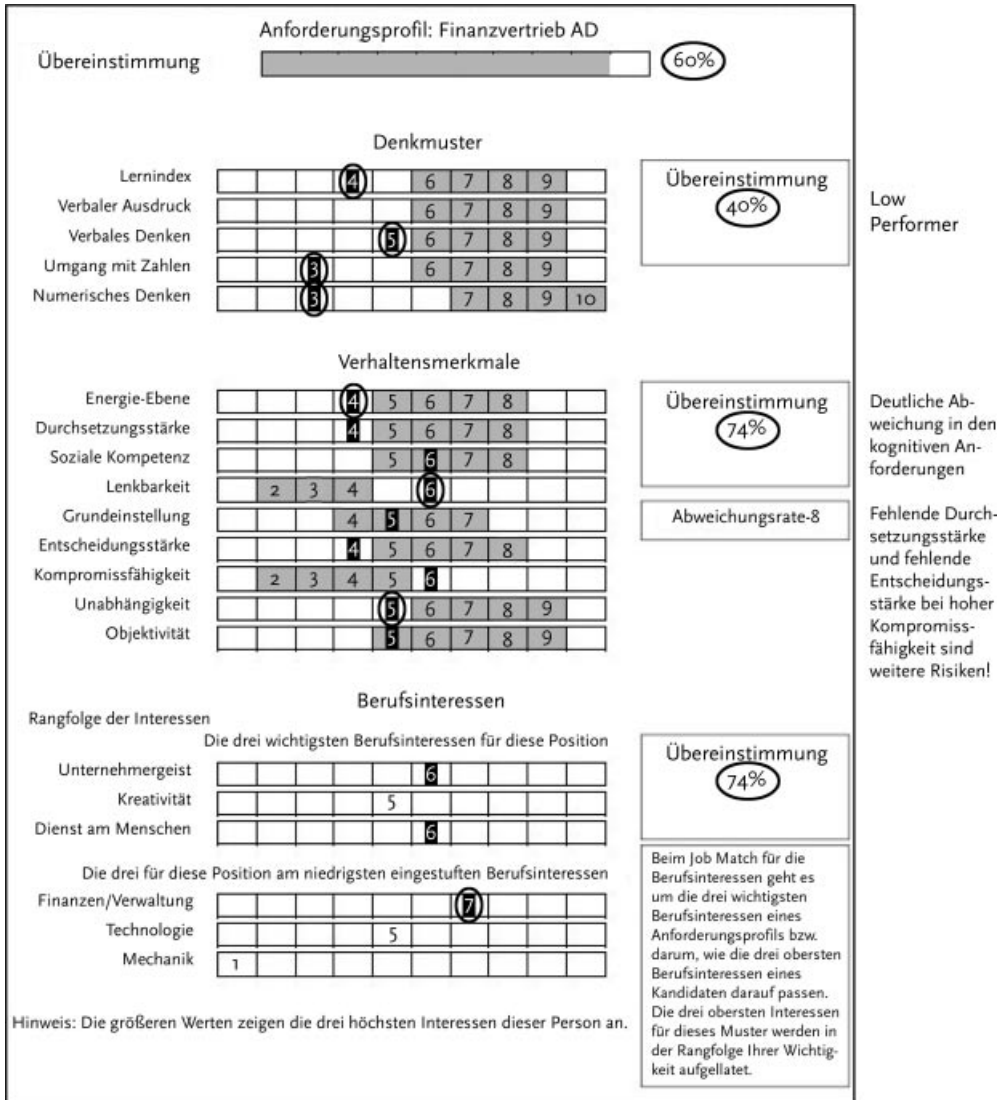 Anforderungsprofil: Finanzvertrieb AD
Übereinstimmung 60%
Denkmuster
Lernindex 4 6 7 8 9
Verbaler Ausdruck 6 7 8 9
Verbales Denken 5 6 7 8 9
Umgang mit Zahlen 3 6 7 8 9
Numerisches Denken 3 7 8 9 10
Übereinstimmung
40%
Low
Performer
Verhaltensmerkmale
Energie-Ebene 4 5 6 7 8
Durchsetzungsstärke 4 5 6 7 8
Soziale Kompetenz 5 6 7 8
Lenkbarkeit 2 3 4 6
Grundeinstellung 4 5 6 7
Entscheidungsstärke 4 5 6 7 8
Kompromissfähigkeit 2 3 4 5 6
Unabhängigkeit 5 6 7 8 9
Objektivität 5 6 7 8 9
Übereinstimmung
74%
Abweichungsrate-8
Deutliche Ab-
weichung in den
kognitiven An-
forderungen
Fehlende Durch-
setzungsstärke
und fehlende
Entscheidungs-
stärke bei hoher
Kompromiss-
fähigkeit sind
weitere Risiken!
Berufsinteressen
Rangfolge der Interessen
Die drei wichtigsten Berufsinteressen für diese Position
Unternehmergeist 6
Kreativität 5
Dienst am Menschen 6
Übereinstimmung
74%
Die drei für diese Position am niedrigsten eingestuften Berufsinteressen
Finanzen/Verwaltung 7
Technologie 5
Mechanik 1
Hinweis: Die größeren Werten zeigen die drei höchsten Interessen dieser Person an.
Beim Job Match für die
Berufsinteressen geht es
um die drei wichtigsten
Berufsinteressen eines
Anforderungsprofils bzw.
darum, wie die drei obersten
Berufsinteressen eines
Kandidaten darauf passen.
Die drei obersten Interessen
für dieses Muster werden in
der Rangfolge Ihrer Wichtig-
keit aufgellatet.